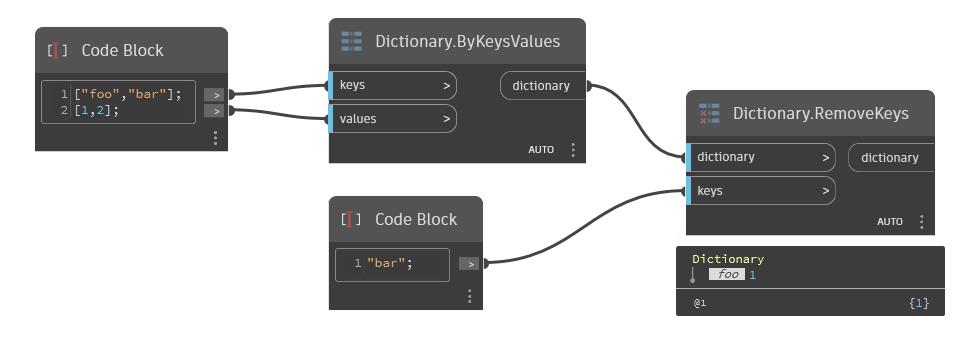 Code Block
1 ["foo","bar"]; >
2 [1,2]; >
Dictionary.ByKeysValues
keys > dictionary
values >
AUTO
Code Block
1 "bar"; >
Dictionary.RemoveKeys
dictionary > dictionary
keys >
AUTO
Dictionary
foo 1
@1 {1}